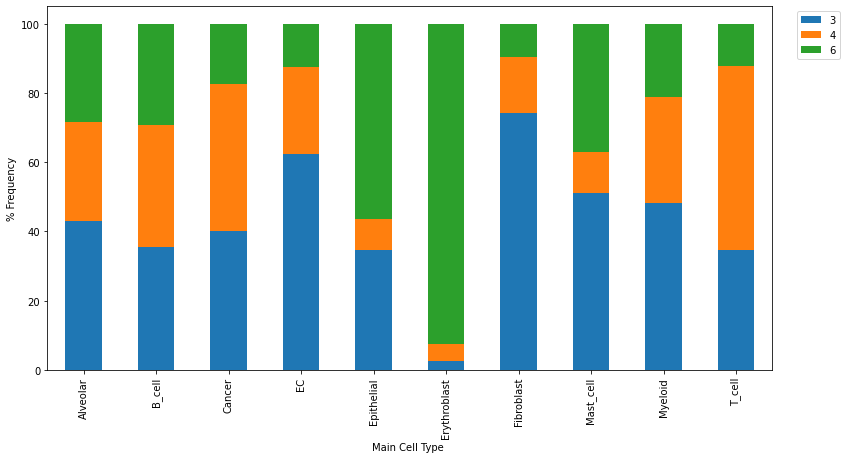 3
4
6
100
80
60
40
20
0
% Frequency
Alveolar
B_cell
Cancer
EC
Epithelial
Erythroblast
Fibroblast
Mast_cell
Myeloid
T_cell
Main Cell Type